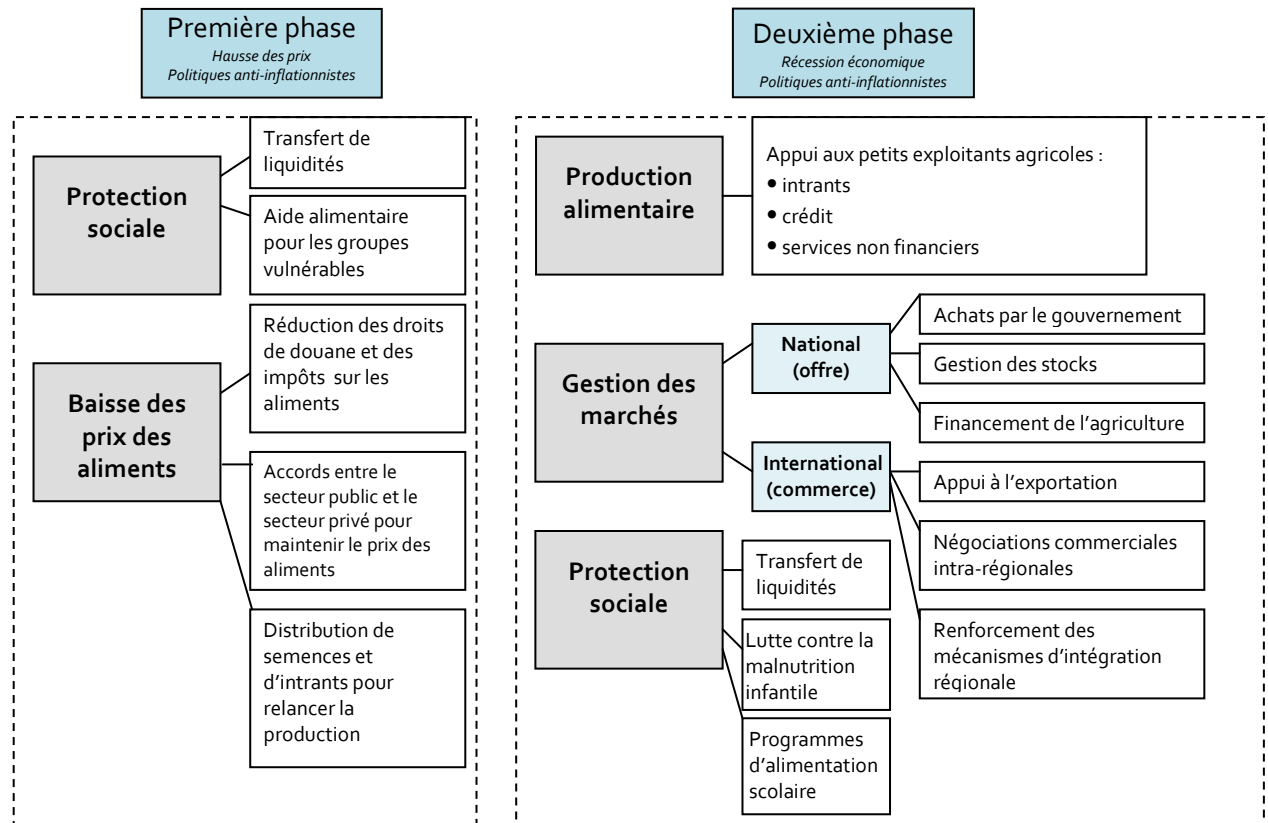 Première phase
Hausse des prix
Politiques anti-inflationnistes
Protection
sociale
Transfert de
liquidités
Aide alimentaire
pour les groupes
vulnérables
Baisse des
prix des
aliments
Réduction des droits
de douane et des
impôts sur les
aliments
Accords entre le
secteur public et le
secteur privé pour
maintenir le prix des
aliments
Distribution de
semences et
d'intrants pour
relancer la
production
Deuxième phase
Récession économique
Politiques anti-inflationnistes
Production
alimentaire
Appui aux petits exploitants agricoles :
• intrants
• crédit
• services non financiers
Gestion des
marchés
National
(offre)
Achats par le gouvernement
Gestion des stocks
Financement de l'agriculture
International
(commerce)
Appui à l'exportation
Négociations commerciales
intra-régionales
Renforcement des
mécanismes d'intégration
régionale
Protection
sociale
Transfert de
liquidités
Lutte contre la
malnutrition
infantile
Programmes
d'alimentation
scolaire